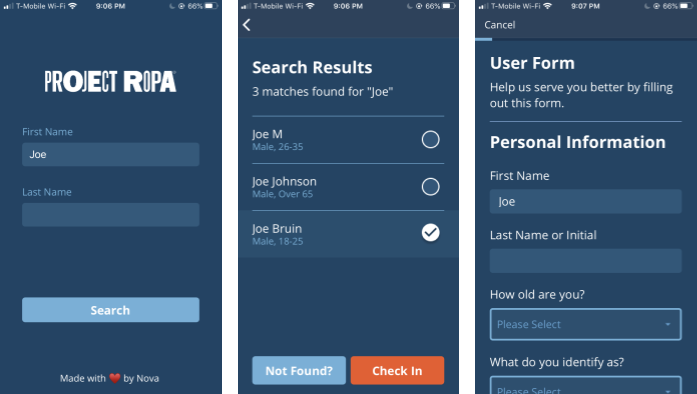 T-Mobile Wi-Fi 9:06 PM 66%
PROJECT ROPA
First Name
Joe
Last Name
Search
Made with ❤️ by Nova
T-Mobile Wi-Fi 9:06 PM 66%
Search Results
3 matches found for "Joe"
Joe M
Male, 26-35
Joe Johnson
Male, Over 65
Joe Bruin
Male, 18-25
Not Found? Check In
T-Mobile Wi-Fi 9:07 PM 66%
Cancel
User Form
Help us serve you better by filling
out this form.
Personal Information
First Name
Joe
Last Name or Initial
How old are you?
Please Select
What do you identify as?
Please Select